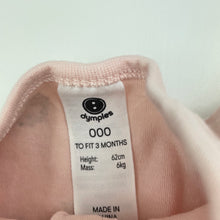 dymples
000
TO FIT 3 MONTHS
Height: 62cm
Mass: 6kg
MADE IN